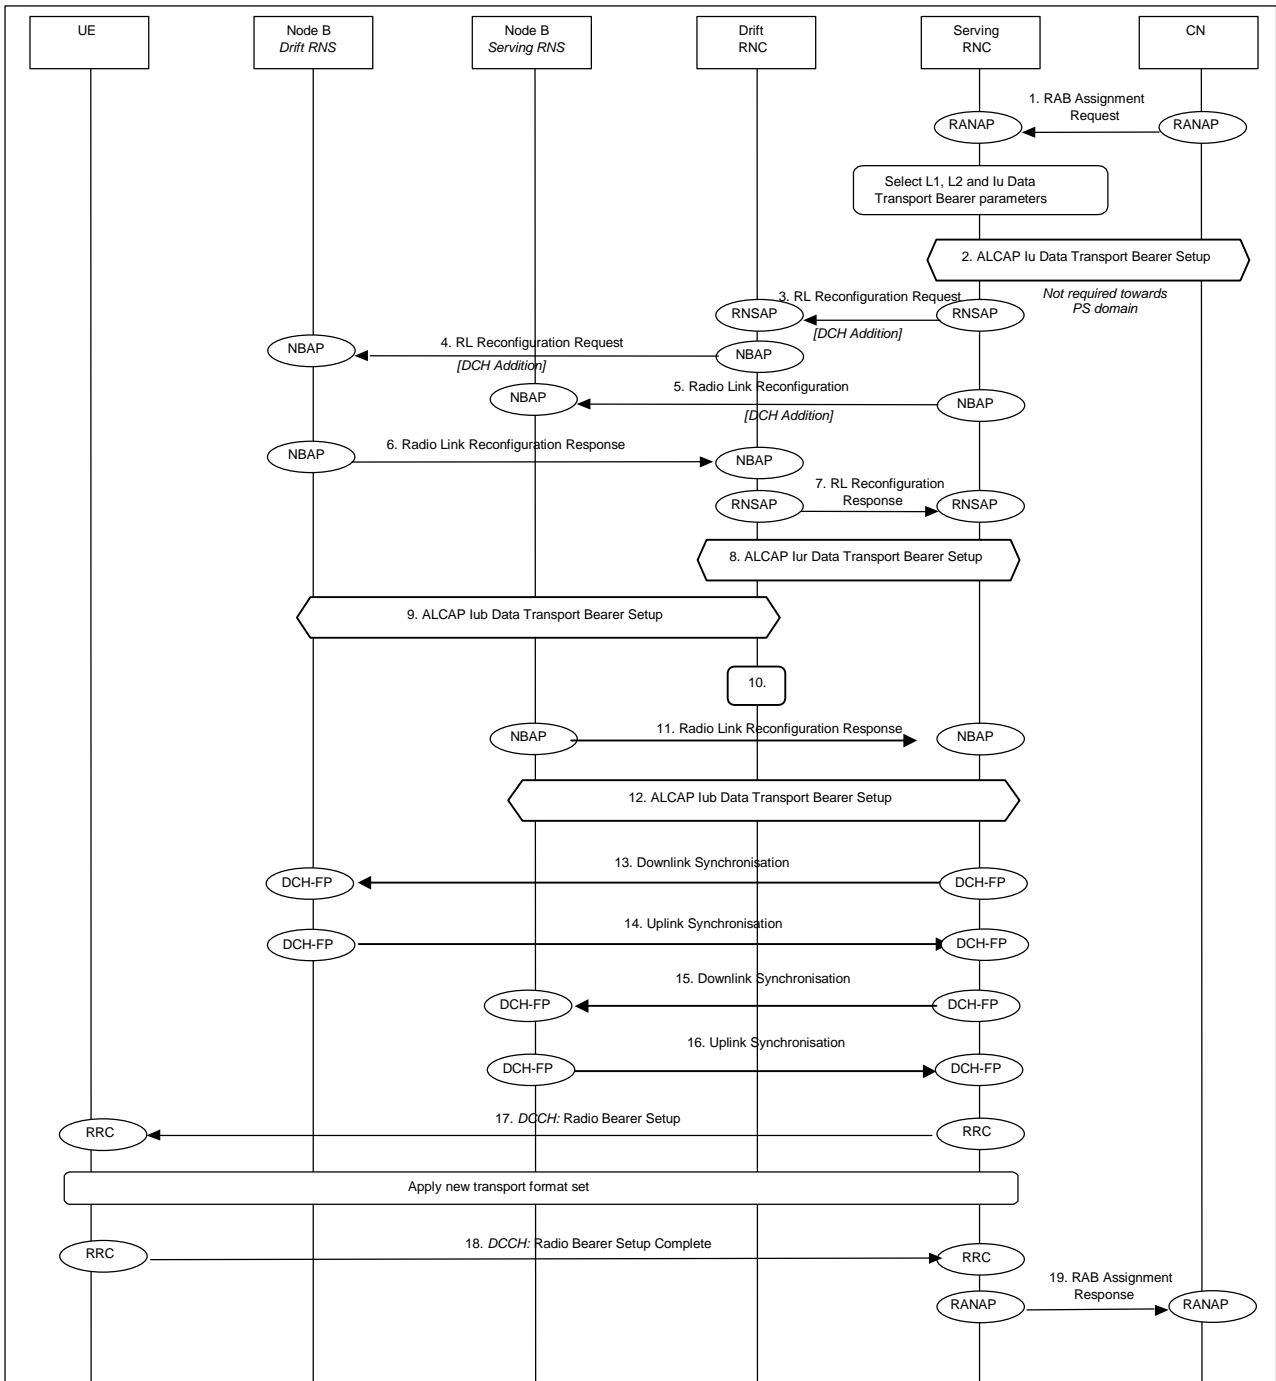 UE
Node B
Drift RNS
Node B
Serving RNS
Drift
RNC
Serving
RNC
CN
1. RAB Assignment
Request
RANAP
RANAP
Select L1, L2 and Iu Data
Transport Bearer parameters
2. ALCAP Iu Data Transport Bearer Setup
Not required towards
PS domain
3. RL Reconfiguration Request
RNSAP
RNSAP
[DCH Addition]
4. RL Reconfiguration Request
NBAP
NBAP
[DCH Addition]
5. Radio Link Reconfiguration
NBAP
NBAP
[DCH Addition]
6. Radio Link Reconfiguration Response
NBAP
NBAP
7. RL Reconfiguration
Response
RNSAP
RNSAP
8. ALCAP Iur Data Transport Bearer Setup
9. ALCAP Iub Data Transport Bearer Setup
10.
11. Radio Link Reconfiguration Response
NBAP
NBAP
12. ALCAP Iub Data Transport Bearer Setup
13. Downlink Synchronisation
DCH-FP
DCH-FP
14. Uplink Synchronisation
DCH-FP
DCH-FP
15. Downlink Synchronisation
DCH-FP
DCH-FP
16. Uplink Synchronisation
DCH-FP
DCH-FP
17. DCCH: Radio Bearer Setup
RRC
RRC
Apply new transport format set
18. DCCH: Radio Bearer Setup Complete
RRC
RRC
19. RAB Assignment
Response
RANAP
RANAP